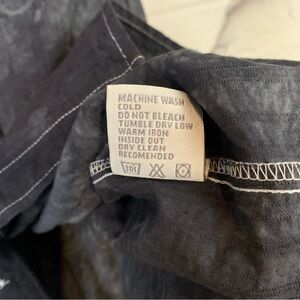 MACHINE WASH
COLD
DO NOT BLEACH
TUMBLE DRY LOW
WARM IRON
INSIDE OUT
DRY CLEAN
RECOMENDED